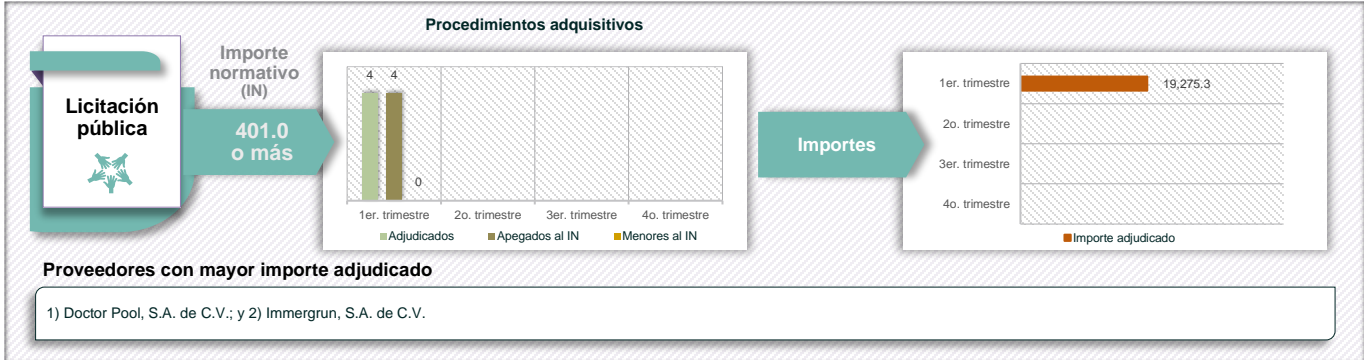 Procedimientos adquisitivos
Licitación
pública
Importe
normativo
(IN)
401.0
o más
4 4
0
1er. trimestre 2o. trimestre 3er. trimestre 4o. trimestre
Adjudicados Apegados al IN Menores al IN
Importes
1er. trimestre 19,275.3
2o. trimestre
3er. trimestre
4o. trimestre
Importe adjudicado
Proveedores con mayor importe adjudicado
1) Doctor Pool, S.A. de C.V.; y 2) Immergrun, S.A. de C.V.